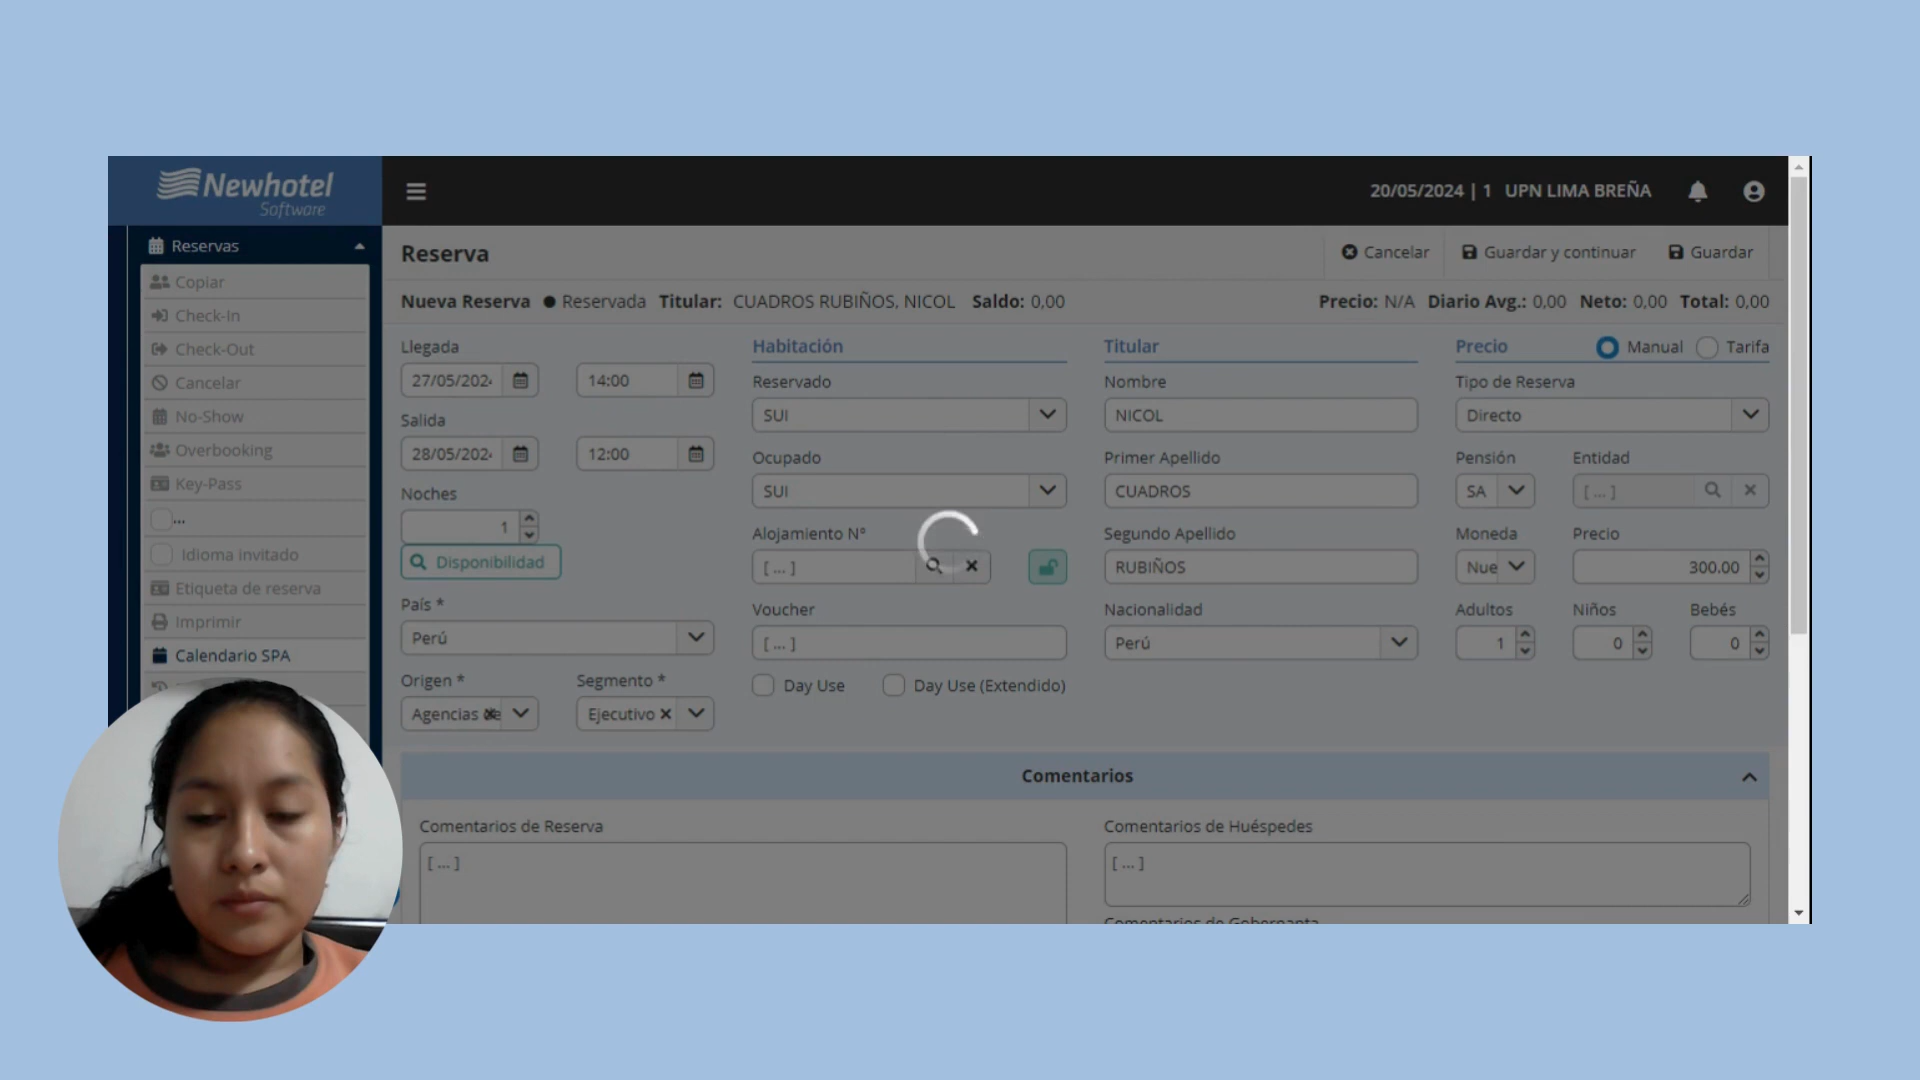 Newhotel
Software
20/05/2024 | 1 UPN LIMA BREÑA
Reservas
Copiar
Check-In
Check-Out
Cancelar
No-Show
Overbooking
Key-Pass
...
Idioma invitado
Etiqueta de reserva
Imprimir
Calendario SPA
Reserva
Cancelar
Guardar y continuar
Guardar
Nueva Reserva Reservada Titular: CUADROS RUBIÑOS, NICOL Saldo: 0,00
Precio: N/A Diario Avg.: 0,00 Neto: 0,00 Total: 0,00
Llegada
27/05/202
14:00
Salida
28/05/202
12:00
Noches
1
Disponibilidad
País *
Perú
Origen *
Agencias
Segmento *
Ejecutivo
Habitación
Reservado
SUI
Ocupado
SUI
Alojamiento Nº
[ ... ]
Voucher
[ ... ]
Day Use
Day Use (Extendido)
Titular
Nombre
NICOL
Primer Apellido
CUADROS
Segundo Apellido
RUBIÑOS
Nacionalidad
Perú
Precio
Manual
Tarifa
Tipo de Reserva
Directo
Pensión
SA
Entidad
[ ... ]
Moneda
Nue
Precio
300.00
Adultos
1
Niños
0
Bebés
0
Comentarios
Comentarios de Reserva
[ ... ]
Comentarios de Huéspedes
[ ... ]
Comentarios de Gobernanta